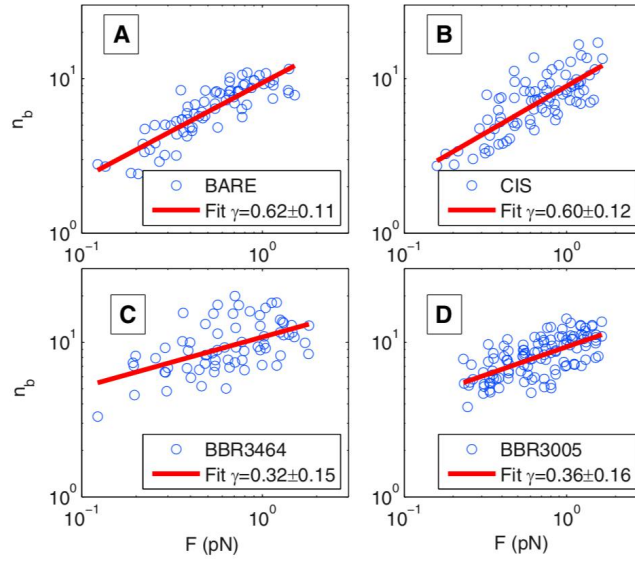 A
B
n_b
10^1
10^1
BARE
Fit γ=0.62±0.11
CIS
Fit γ=0.60±0.12
10^0
10^0
10^-1
10^0
10^-1
10^0
C
D
n_b
10^1
10^1
BBR3464
Fit γ=0.32±0.15
BBR3005
Fit γ=0.36±0.16
10^0
10^0
10^-1
10^0
10^-1
10^0
F (pN)
F (pN)